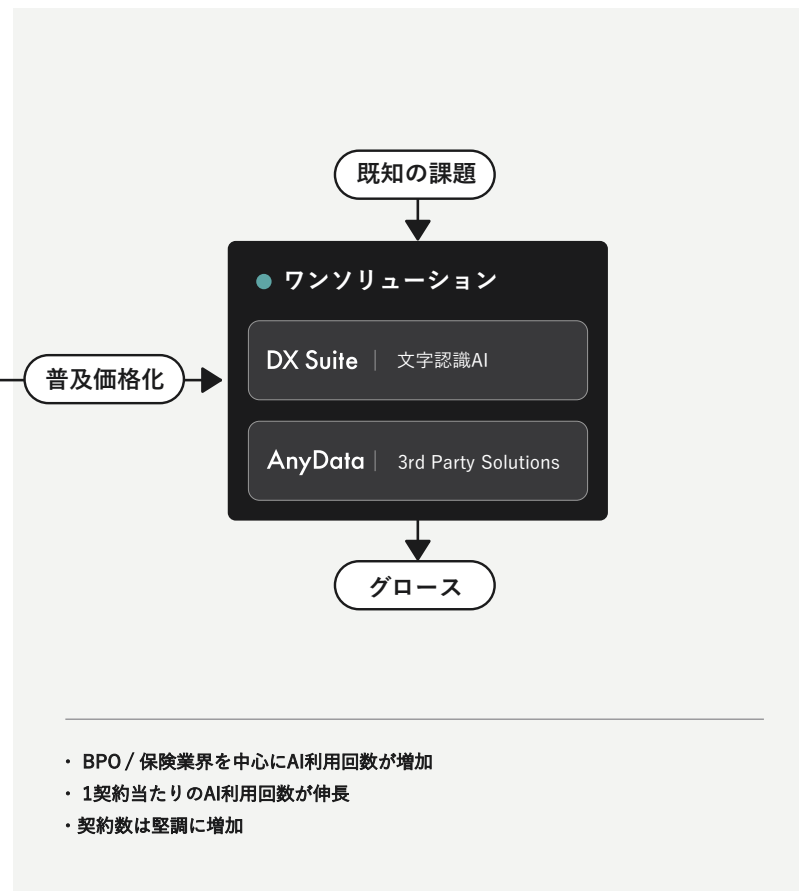 既知の課題
ワンソリューション
DX Suite | 文字認識AI
普及価格化
AnyData | 3rd Party Solutions
グロース
・ BPO / 保険業界を中心にAI利用回数が増加
・ 1契約当たりのAI利用回数が伸長
・契約数は堅調に増加